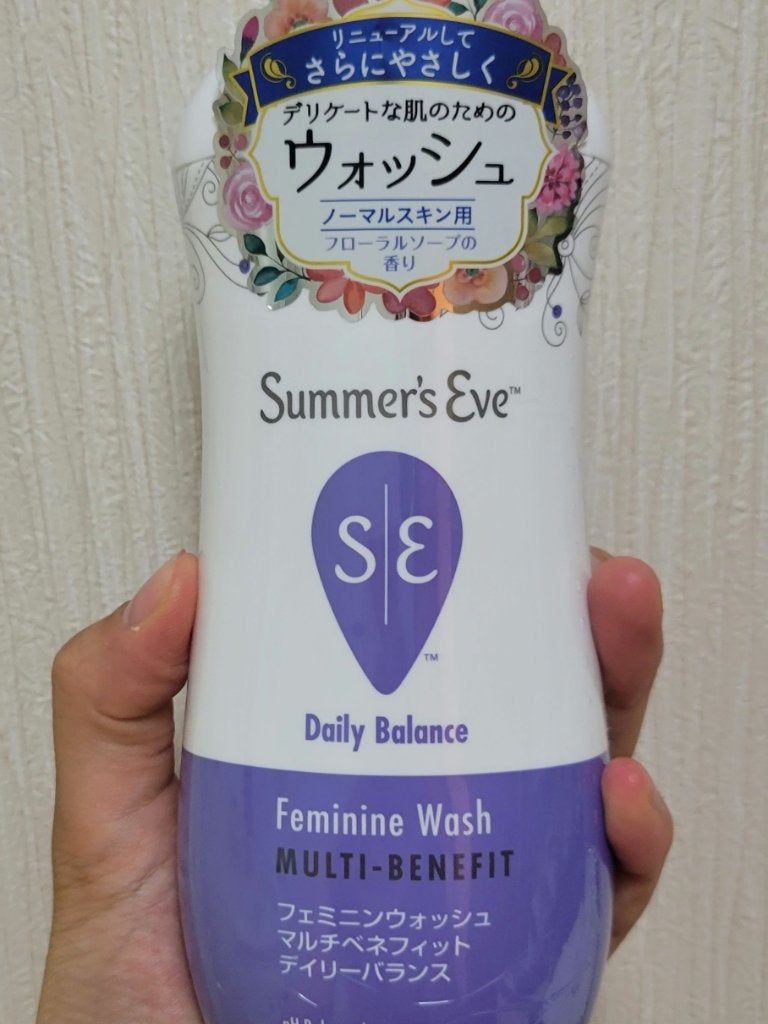 リニューアルして
さらにやさしく
デリケートな肌のための
ウォッシュ
ノーマルスキン用
フローラルソープの
香り
Summer's Eve™
S|E
™
Daily Balance
Feminine Wash
MULTI-BENEFIT
フェミニンウォッシュ
マルチベネフィット
デイリーバランス